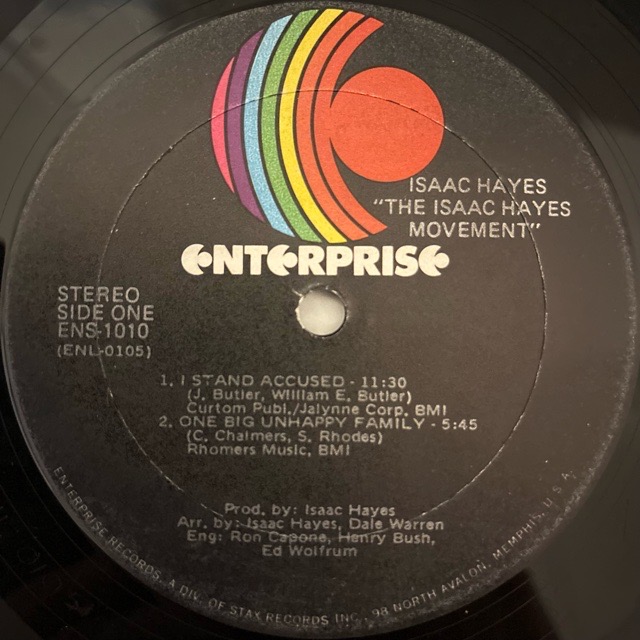 ISAAC HAYES
"THE ISAAC HAYES
MOVEMENT"
ENTERPRISE
STEREO
SIDE ONE
ENS-1010
(ENL-0105)
1. I STAND ACCUSED - 11:30
(J. Butler, William E. Butler)
Curtom Publ./Jalynne Corp. BMI
2. ONE BIG UNHAPPY FAMILY - 5:45
(C. Chalmers, S. Rhodes)
Rhomers Music, BMI
Prod. by: Isaac Hayes
Arr. by: Isaac Hayes, Dale Warren
Eng: Ron Capone, Henry Bush,
Ed Wolfrum
ENTERPRISE RECORDS, A DIV. OF STAX RECORDS INC., 98 NORTH AVALON, MEMPHIS, U.S.A.